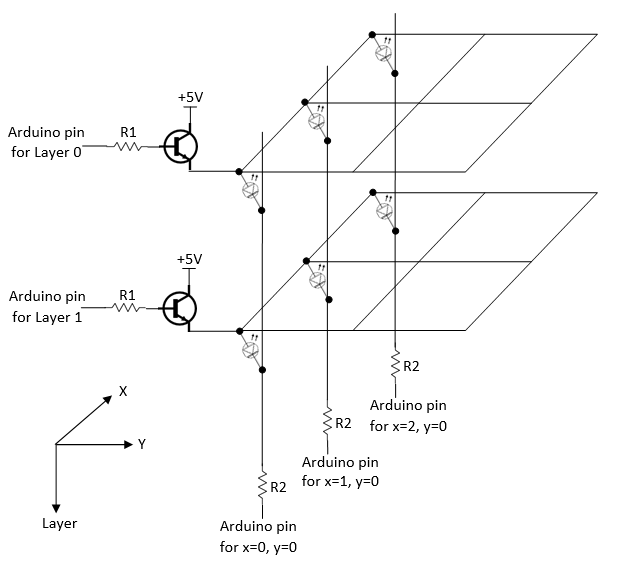 +5V
Arduino pin
for Layer 0
R1
+5V
Arduino pin
for Layer 1
R1
R2
Arduino pin
for x=2, y=0
R2
Arduino pin
for x=1, y=0
R2
Arduino pin
for x=0, y=0
X
Y
Layer